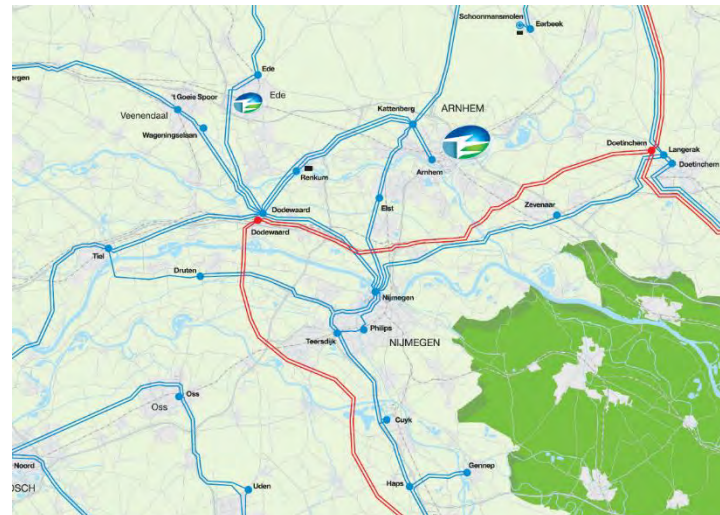 Schoonmansmolen
Eerbeek
Ede
ergen
't Goeie Spoor
Ede
Veenendaal
Wageningselaan
Kattenberg
ARNHEM
Doetinchem
Langerak
Doetinchem
Arnhem
Renkum
Elst
Zevenaar
Dodewaard
Dodewaard
Tiel
Druten
Nijmegen
Teersdijk
Philips
NIJMEGEN
Oss
Oss
Cuyk
Noord
OSCH
Uden
Gennep
Haps